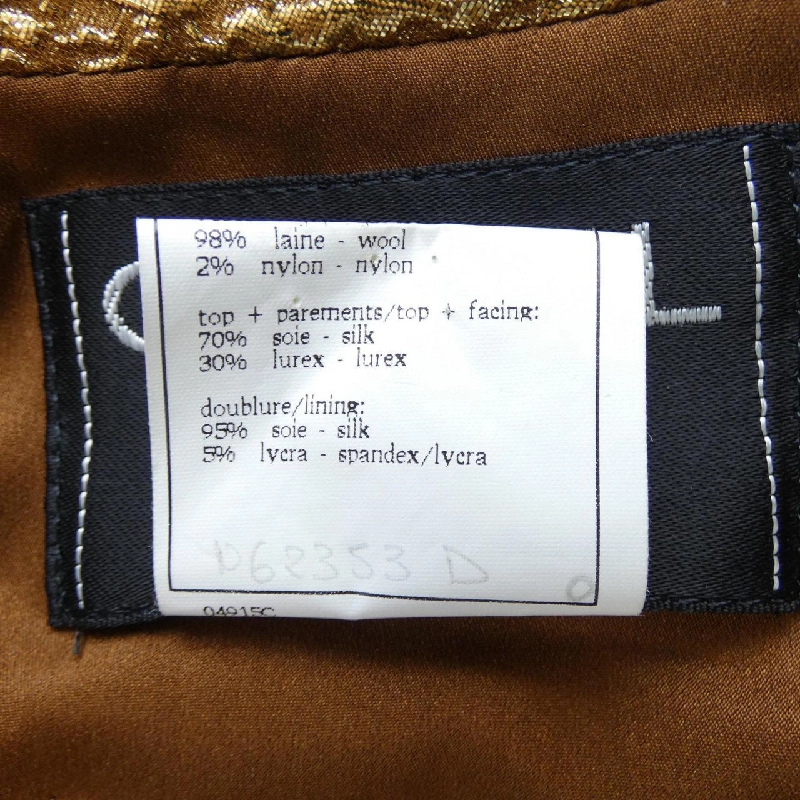 98% laine - wool
2% nylon - nylon
top + parements/top + facing:
70% soie - silk
30% lurex - lurex
doublure/lining:
95% soie - silk
5% lycra - spandex/lycra
D
04915C
L